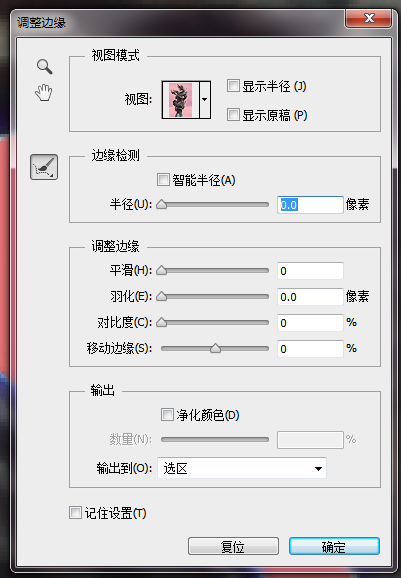 调整边缘
视图模式
视图:
显示半径 (J)
显示原稿 (P)
边缘检测
智能半径(A)
半径(U): 0.0 像素
调整边缘
平滑(H): 0
羽化(E): 0.0 像素
对比度(C): 0 %
移动边缘(S): 0 %
输出
净化颜色(D)
数量(N): %
输出到(O): 选区
记住设置(T)
复位 确定